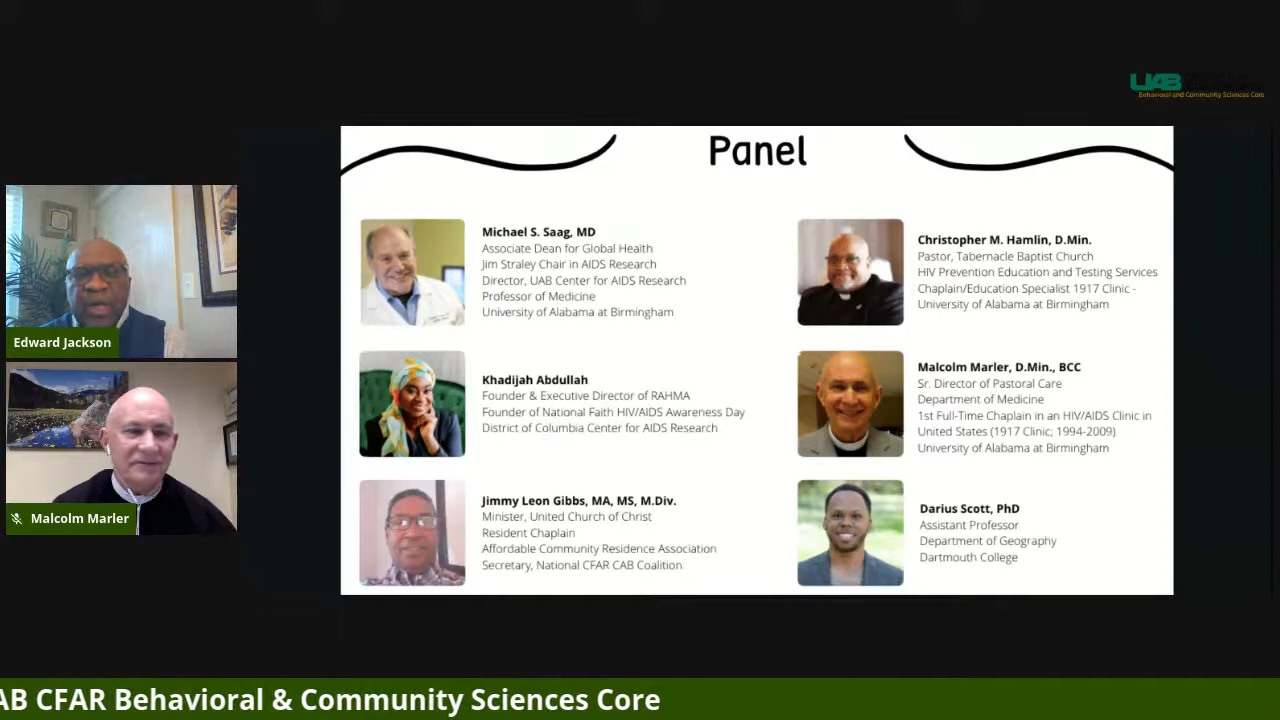 UAB
Behavioral and Community Sciences Core
Panel
Michael S. Saag, MD
Associate Dean for Global Health
Jim Straley Chair in AIDS Research
Director, UAB Center for AIDS Research
Professor of Medicine
University of Alabama at Birmingham
Khadijah Abdullah
Founder & Executive Director of RAHMA
Founder of National Faith HIV/AIDS Awareness Day
District of Columbia Center for AIDS Research
Jimmy Leon Gibbs, MA, MS, M.Div.
Minister, United Church of Christ
Resident Chaplain
Affordable Community Residence Association
Secretary, National CFAR CAB Coalition
Christopher M. Hamlin, D.Min.
Pastor, Tabernacle Baptist Church
HIV Prevention Education and Testing Services
Chaplain/Education Specialist 1917 Clinic -
University of Alabama at Birmingham
Malcolm Marler, D.Min., BCC
Sr. Director of Pastoral Care
Department of Medicine
1st Full-Time Chaplain in an HIV/AIDS Clinic in
United States (1917 Clinic; 1994-2009)
University of Alabama at Birmingham
Darius Scott, PhD
Assistant Professor
Department of Geography
Dartmouth College
Edward Jackson
Malcolm Marler
AB CFAR Behavioral & Community Sciences Core